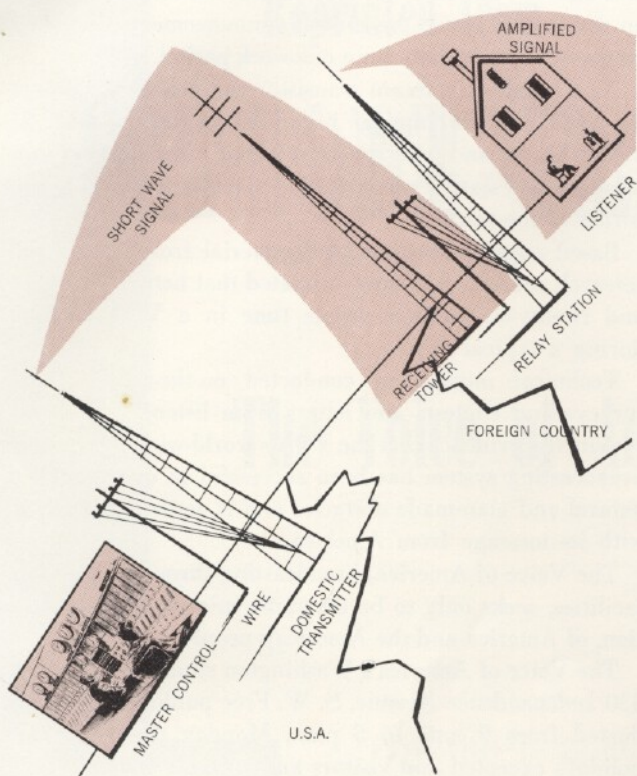 AMPLIFIED
SIGNAL
SHORT WAVE
SIGNAL
LISTENER
RELAY STATION
RECEIVING
TOWER
FOREIGN COUNTRY
WIRE
DOMESTIC
TRANSMITTER
MASTER CONTROL
U.S.A.